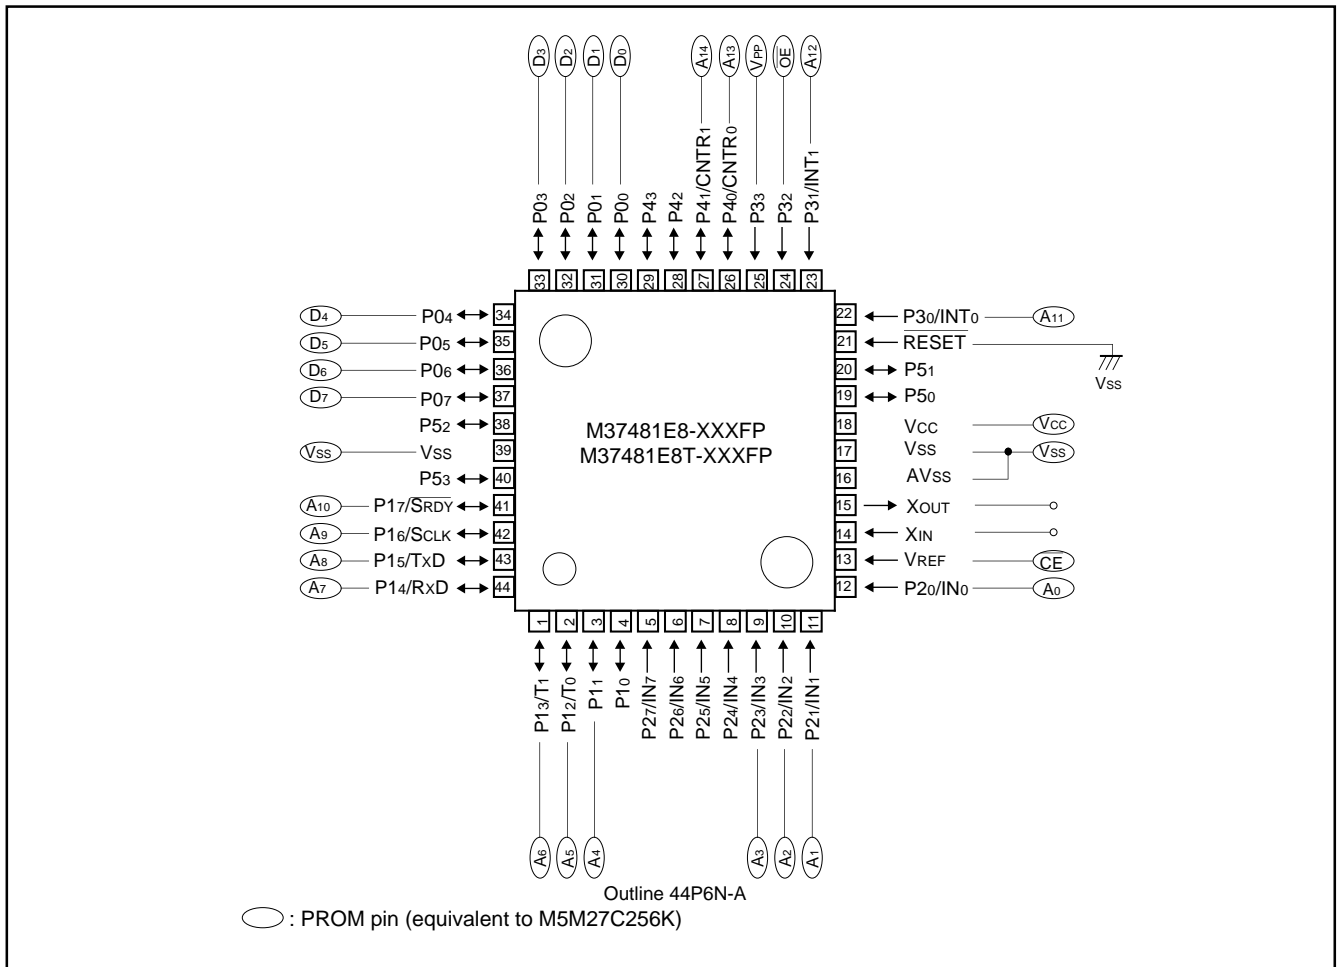 D3 D2 D1 D0 A14 A13 VPP OE A12
P03 P02 P01 P00 P43 P42 P41/CNTR1 P40/CNTR0 P33 P32 P31/INT1
33 32 31 30 29 28 27 26 25 24 23
D4 P04 34
D5 P05 35
D6 P06 36
D7 P07 37
P52 38
VSS VSS 39
P53 40
A10 P17/SRDY 41
A9 P16/SCLK 42
A8 P15/TXD 43
A7 P14/RXD 44
M37481E8-XXXFP
M37481E8T-XXXFP
22 P30/INT0 A11
21 RESET
VSS
20 P51
19 P50
18 VCC VCC
17 VSS VSS
16 AVSS
15 XOUT
14 XIN
13 VREF CE
12 P20/IN0 A0
1 2 3 4 5 6 7 8 9 10 11
P13/T1 P12/T0 P11 P10 P27/IN7 P26/IN6 P25/IN5 P24/IN4 P23/IN3 P22/IN2 P21/IN1
A6 A5 A4 A3 A2 A1
Outline 44P6N-A
: PROM pin (equivalent to M5M27C256K)